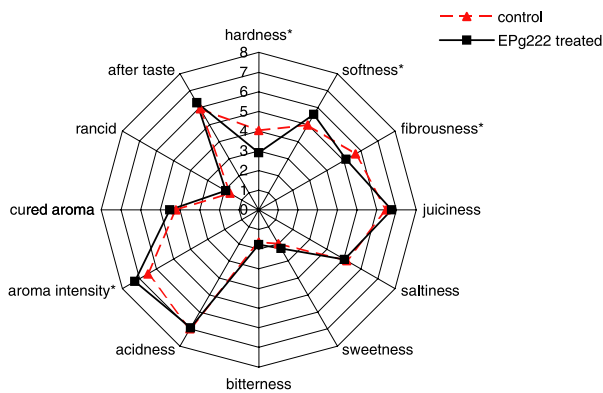 control
EPg222 treated
hardness*
softness*
fibrousness*
juiciness
saltiness
sweetness
bitterness
acidness
aroma intensity*
cured aroma
rancid
after taste
8
7
6
5
4
3
2
1
0